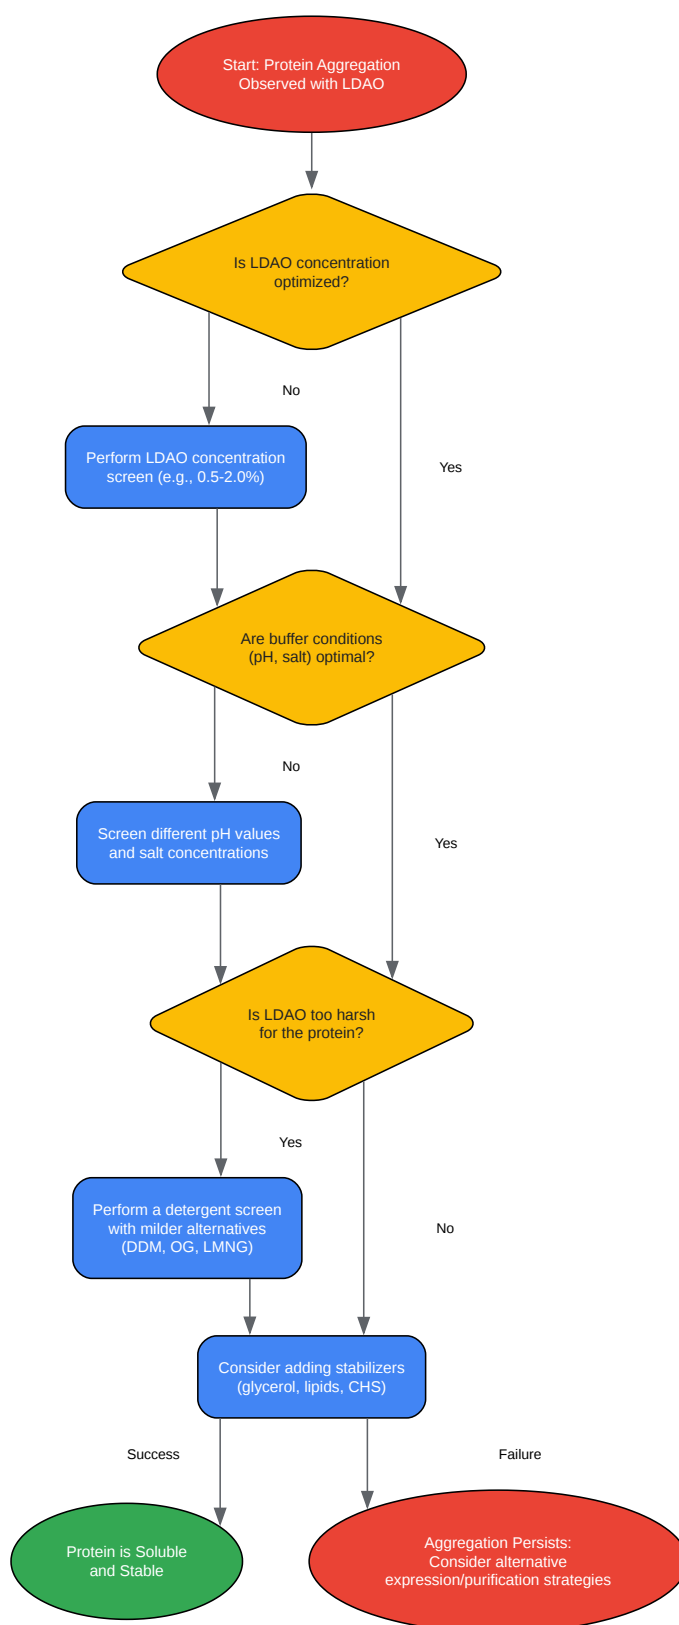 Start: Protein Aggregation
Observed with LDAO
Is LDAO concentration
optimized?
No
Perform LDAO concentration
screen (e.g., 0.5-2.0%)
Yes
Are buffer conditions
(pH, salt) optimal?
No
Screen different pH values
and salt concentrations
Yes
Is LDAO too harsh
for the protein?
Yes
Perform a detergent screen
with milder alternatives
(DDM, OG, LMNG)
No
Consider adding stabilizers
(glycerol, lipids, CHS)
Success
Failure
Protein is Soluble
and Stable
Aggregation Persists:
Consider alternative
expression/purification strategies